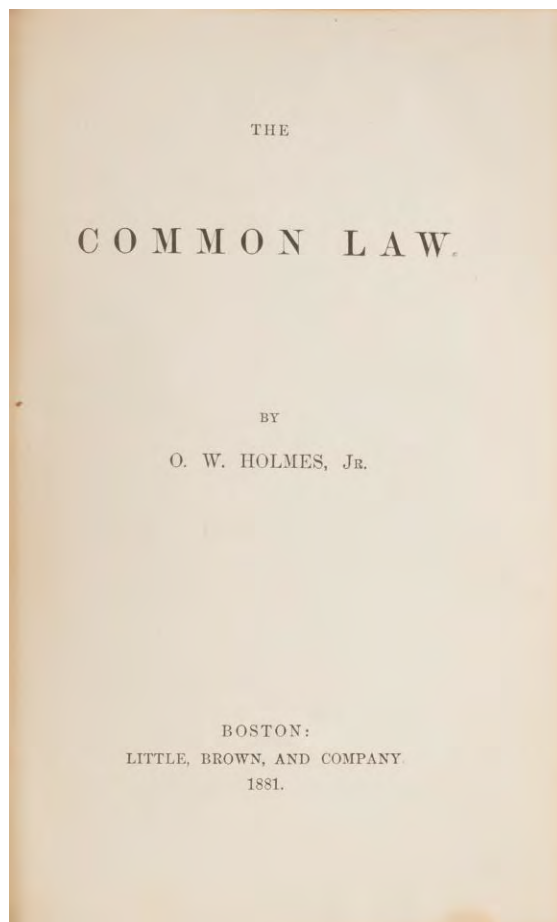 THE
COMMON LAW.
BY
O. W. HOLMES, JR.
BOSTON:
LITTLE, BROWN, AND COMPANY
1881.